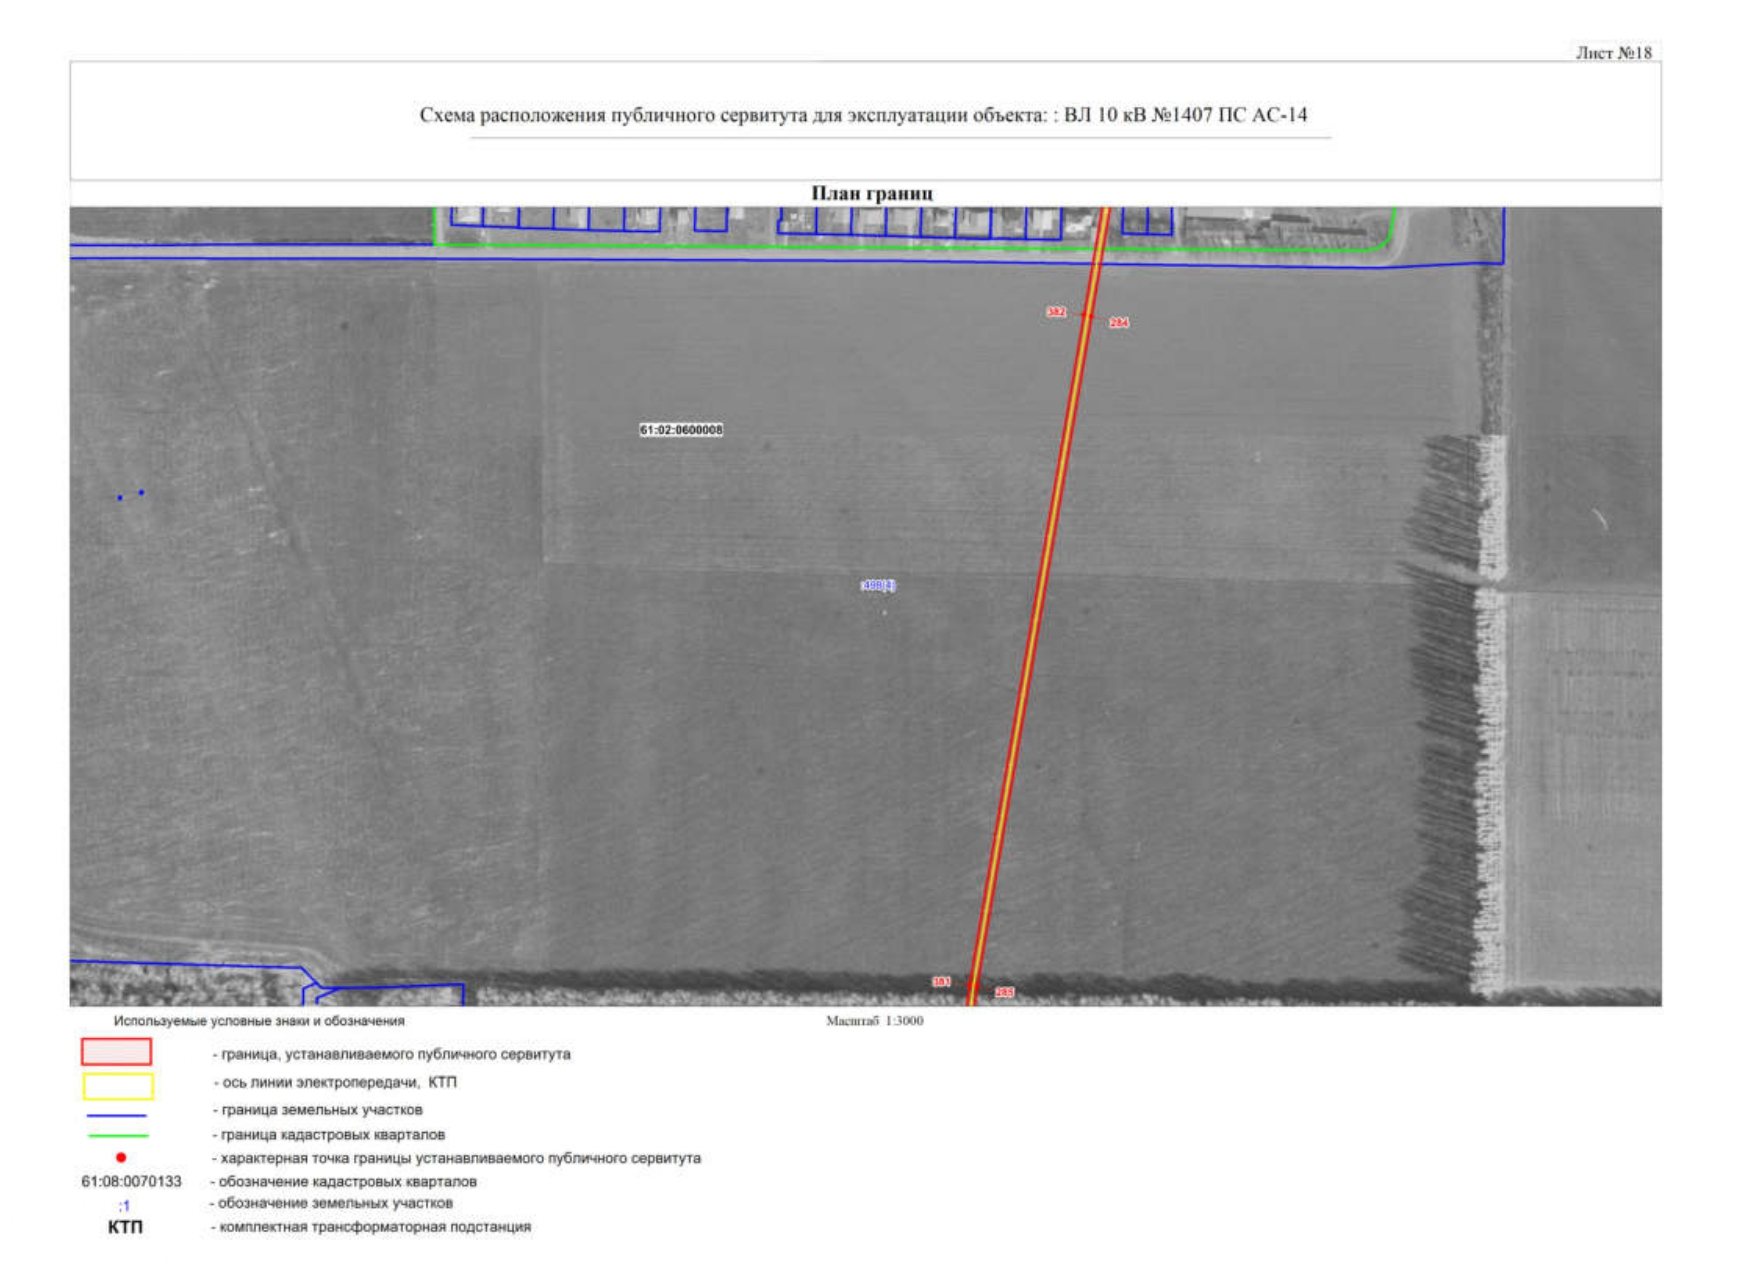 Лист №18
Схема расположения публичного сервитута для эксплуатации объекта: : ВЛ 10 кВ №1407 ПС АС-14
План границ
382
284
61:02:0600008
:498(4)
285
Используемые условные знаки и обозначения
Масштаб 1:3000
- граница, устанавливаемого публичного сервитута
- ось линии электропередачи, КТП
- граница земельных участков
- граница кадастровых кварталов
- характерная точка границы устанавливаемого публичного сервитута
61:08:0070133 - обозначение кадастровых кварталов
:1 - обозначение земельных участков
КТП - комплектная трансформаторная подстанция